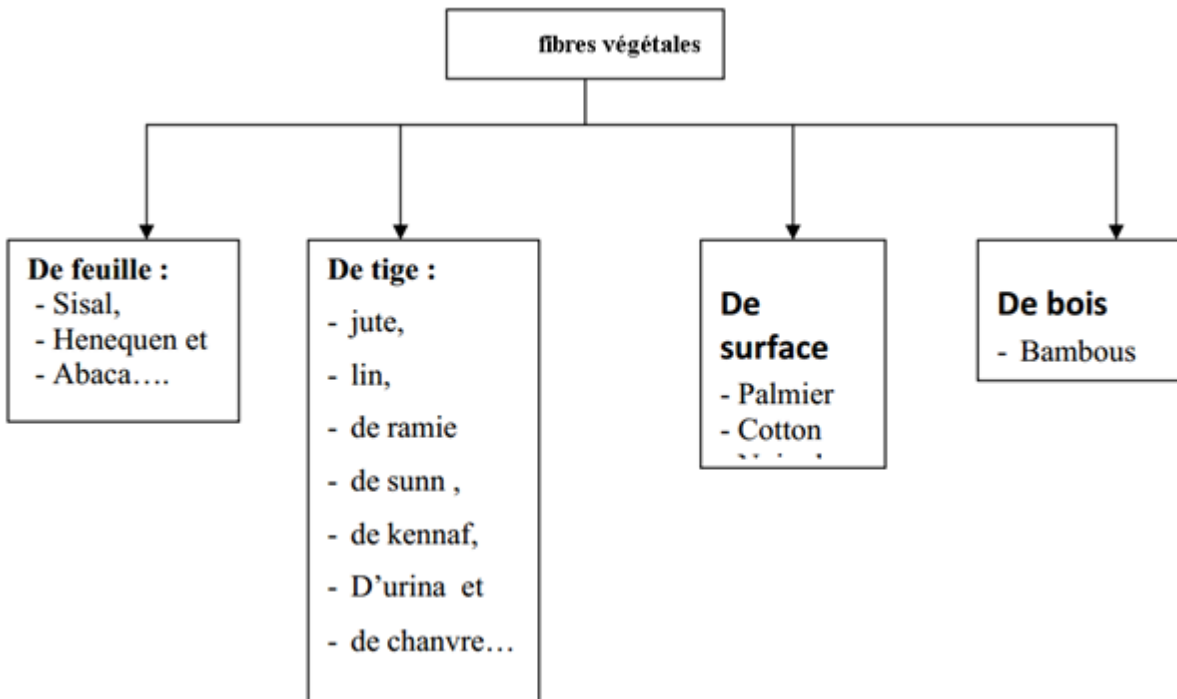 fibres végétales
De feuille :
- Sisal,
- Henequen et
- Abaca….
De tige :
- jute,
- lin,
- de ramie
- de sunn ,
- de kennaf,
- D’urina et
- de chanvre…
De
surface
- Palmier
- Cotton
De bois
- Bambous